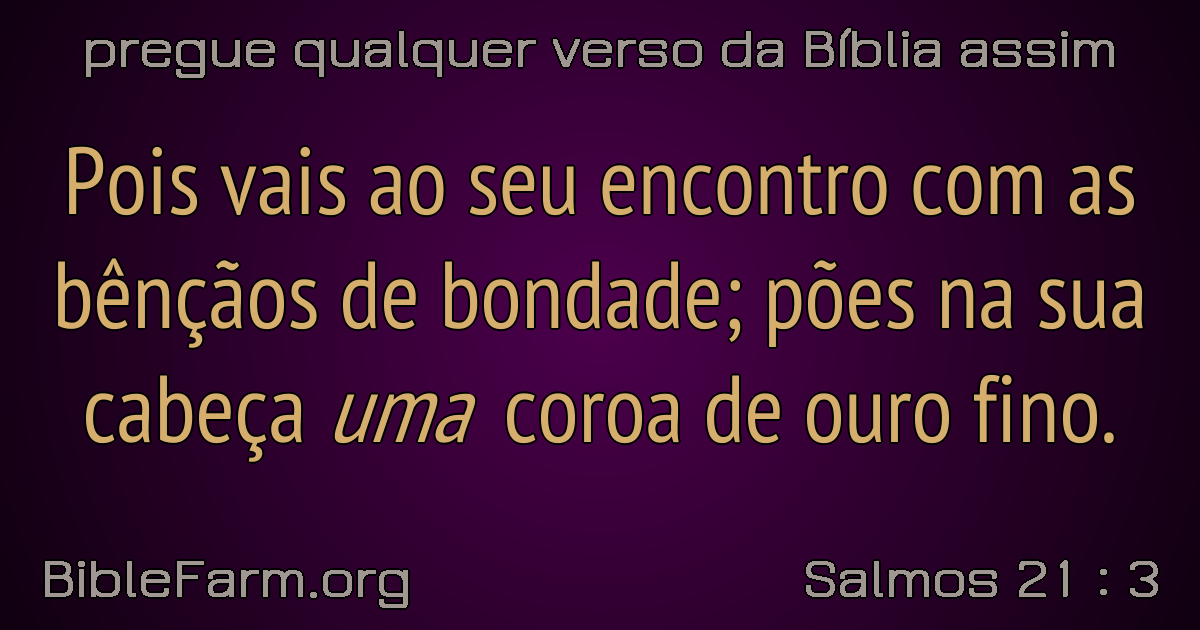 pregue qualquer verso da Bíblia assim
Pois vais ao seu encontro com as
bênçãos de bondade; pões na sua
cabeça uma coroa de ouro fino.
BibleFarm.org
Salmos 21 : 3